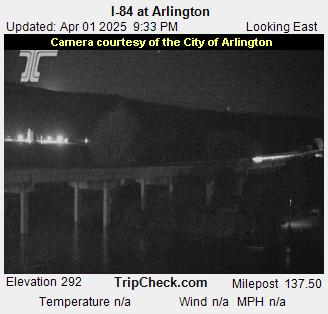 I-84 at Arlington
Updated: Apr 01 2025 9:33 PM Looking East
Camera courtesy of the City of Arlington
Elevation 292 TripCheck.com Milepost 137.50
Temperature n/a Wind n/a MPH n/a